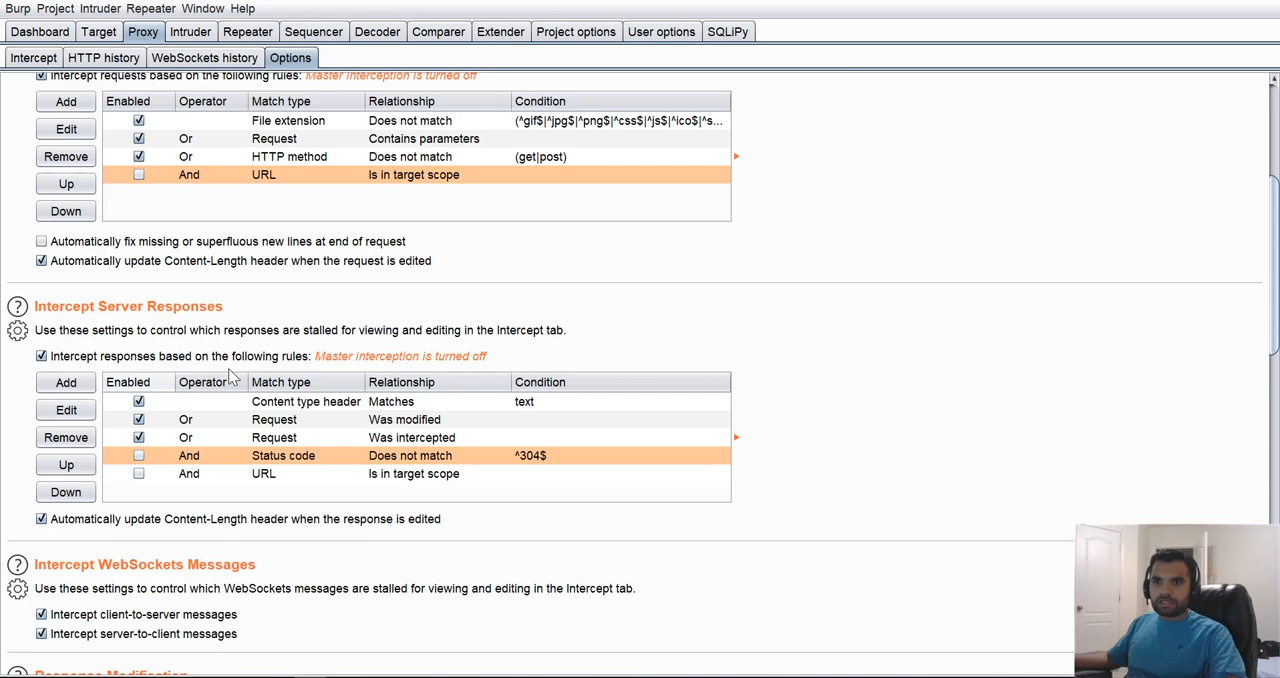 Burp Project Intruder Repeater Window Help
Dashboard Target Proxy Intruder Repeater Sequencer Decoder Comparer Extender Project options User options SQLiPy
Intercept HTTP history WebSockets history Options
Intercept requests based on the following rules: Master interception is turned off
Add Enabled Operator Match type Relationship Condition
File extension Does not match (^gif$|^jpg$|^png$|^css$|^js$|^ico$|^s...
Edit
Or Request Contains parameters
Remove Or HTTP method Does not match (get|post)
And URL Is in target scope
Up
Down
Automatically fix missing or superfluous new lines at end of request
Automatically update Content-Length header when the request is edited
? Intercept Server Responses
Use these settings to control which responses are stalled for viewing and editing in the Intercept tab.
Intercept responses based on the following rules: Master interception is turned off
Add Enabled Operator Match type Relationship Condition
Content type header Matches text
Edit
Or Request Was modified
Remove Or Request Was intercepted
And Status code Does not match ^304$
Up
And URL Is in target scope
Down
Automatically update Content-Length header when the response is edited
? Intercept WebSockets Messages
Use these settings to control which WebSockets messages are stalled for viewing and editing in the Intercept tab.
Intercept client-to-server messages
Intercept server-to-client messages
? Response Modification